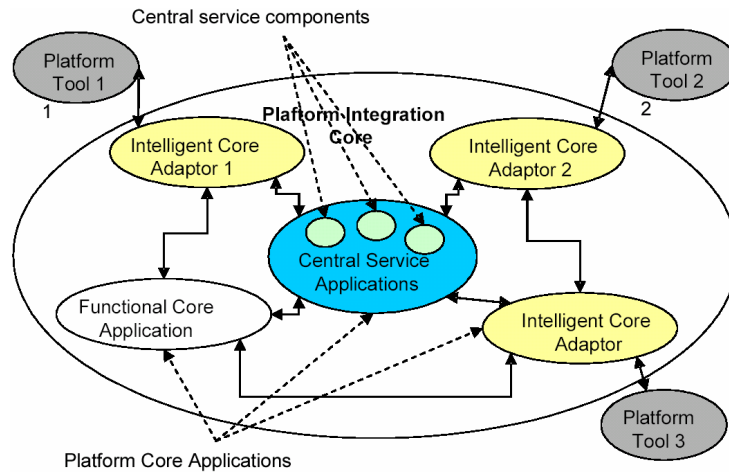 Central service components
Platform
Tool 1
1
Platform
Tool 2
2
Plaftform Integration
Core
Intelligent Core
Adaptor 1
Intelligent Core
Adaptor 2
Central Service
Applications
Functional Core
Application
Intelligent Core
Adaptor
Platform
Tool 3
Platform Core Applications